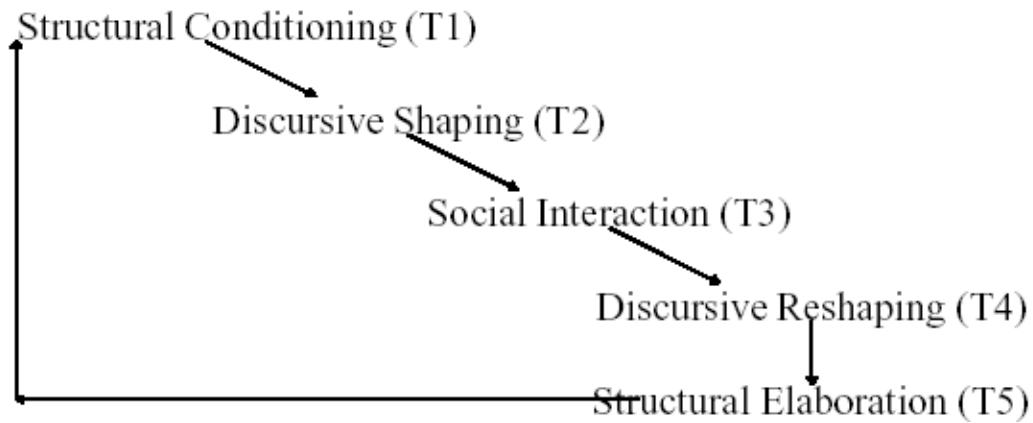 Structural Conditioning (T1)
Discursive Shaping (T2)
Social Interaction (T3)
Discursive Reshaping (T4)
Structural Elaboration (T5)